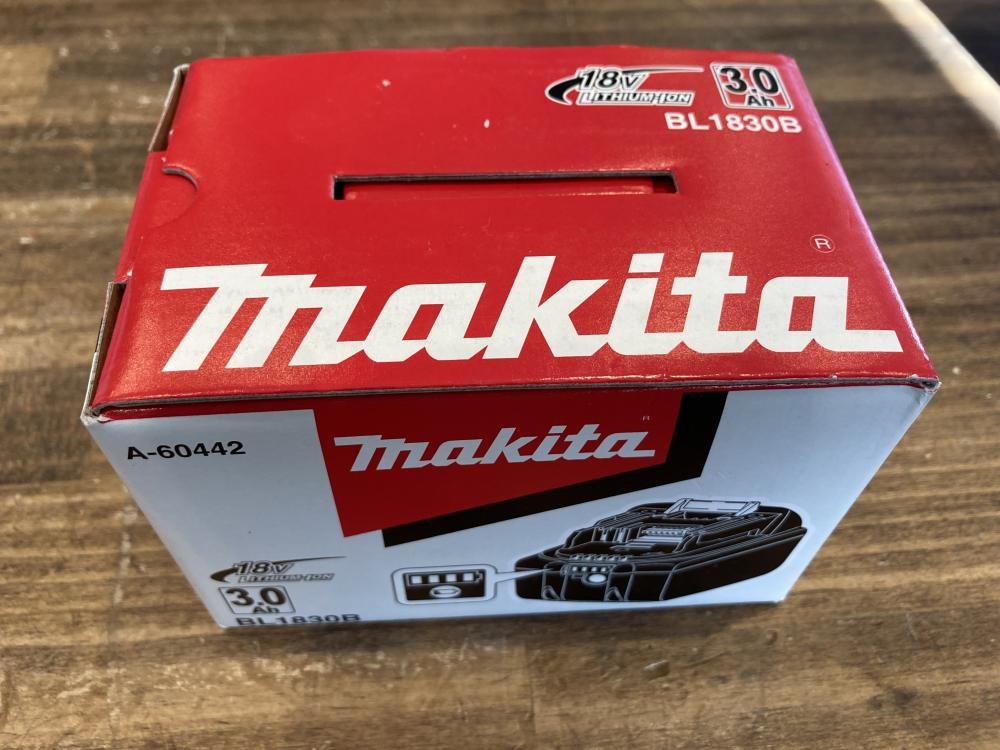 18V
LITHIUM-ION
3.0
Ah
BL1830B
makita®
A-60442
makita®
18V
LITHIUM-ION
3.0
Ah
BL1830B